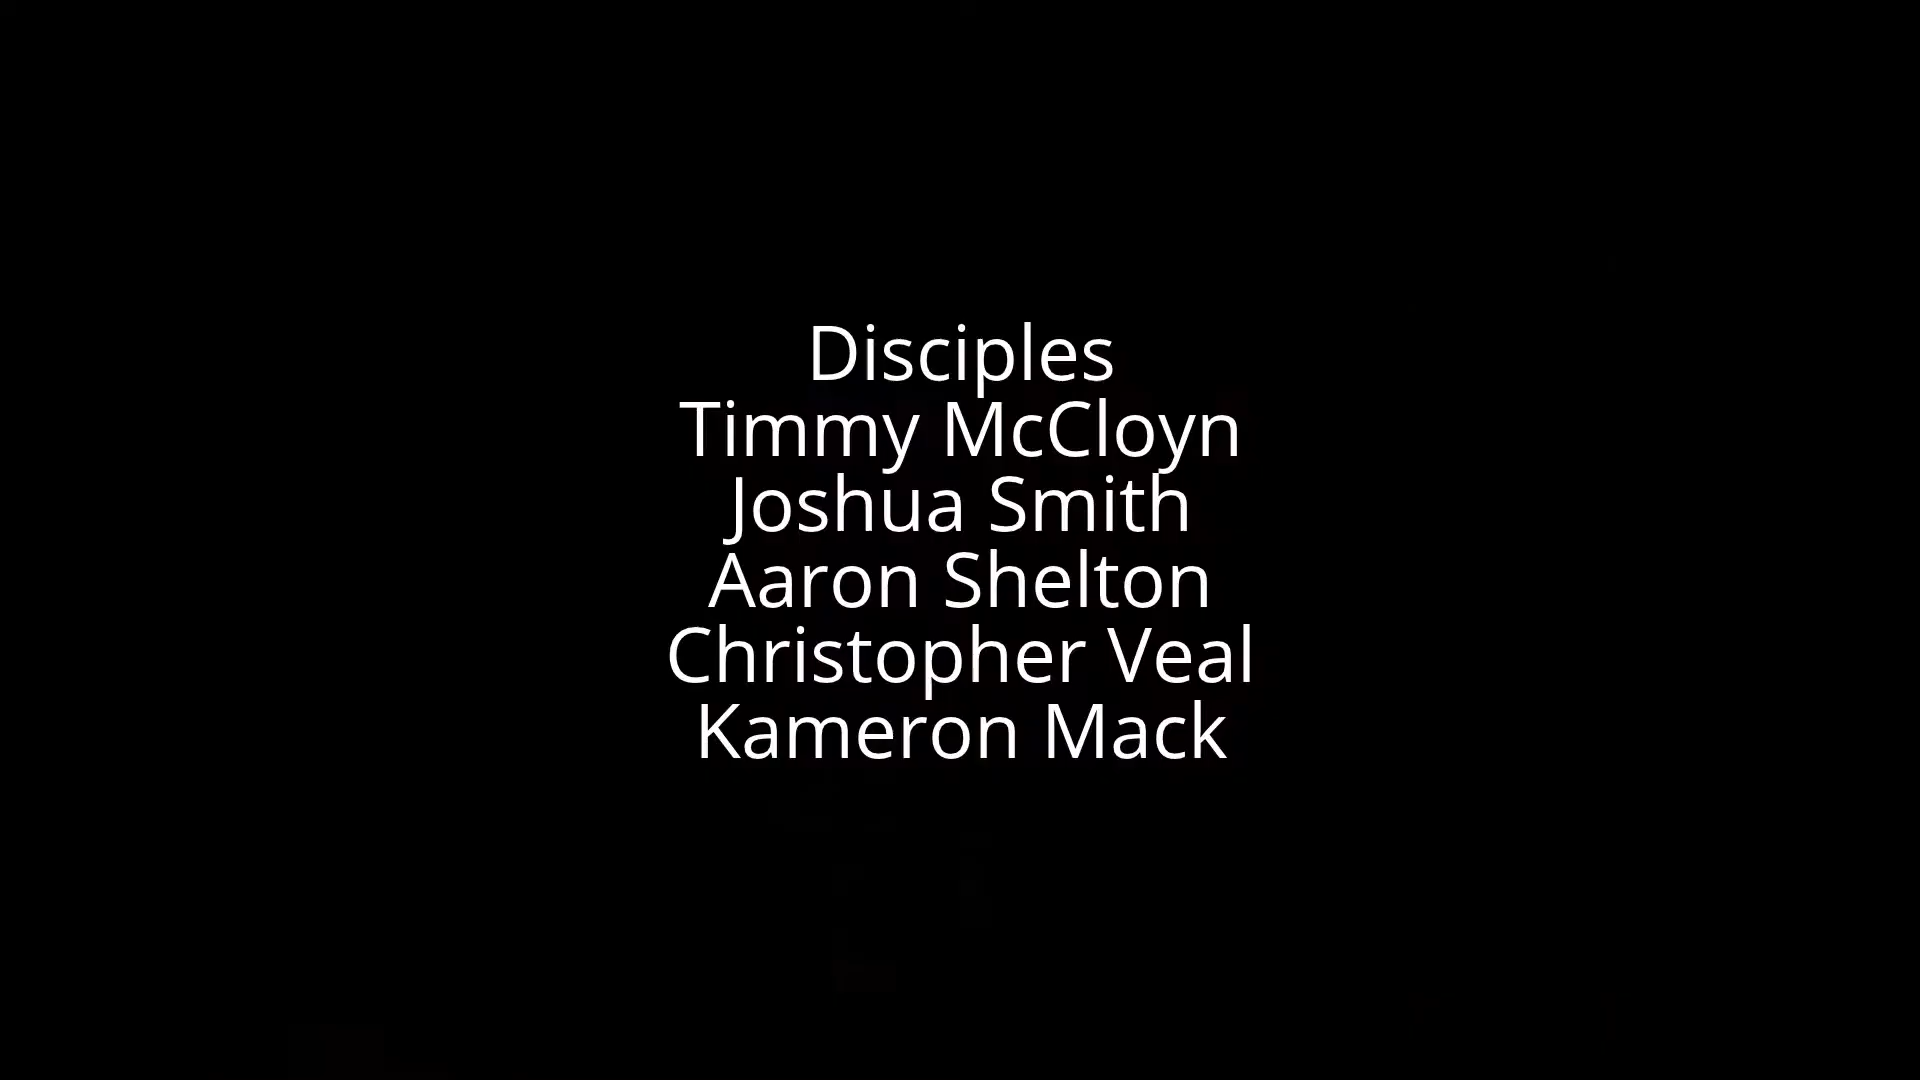 Disciples
Timmy McCloyn
Joshua Smith
Aaron Shelton
Christopher Veal
Kameron Mack